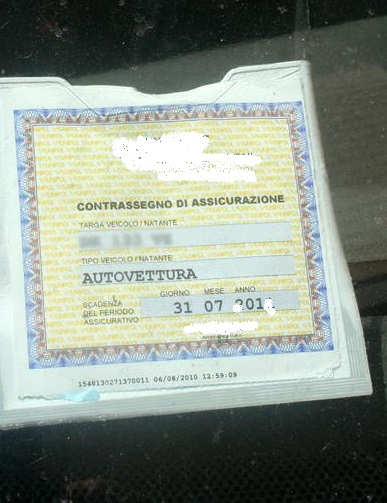 CONTRASSEGNO DI ASSICURAZIONE
TARGA VEICOLO / NATANTE
TIPO VEICOLO / NATANTE
AUTOVETTURA
GIORNO MESE ANNO
SCADENZA
DEL PERIODO
ASSICURATIVO
31 07 2011
1548130271370011 06/08/2010 12:59:09